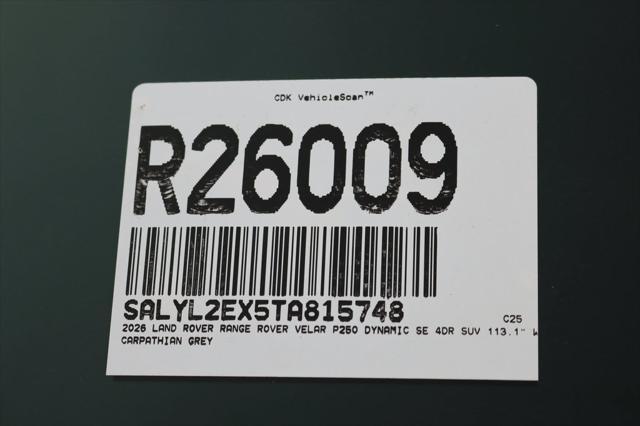 CDK VehicleScan™
R26009
SALYL2EX5TA815748
C25
2026 LAND ROVER RANGE ROVER VELAR P250 DYNAMIC SE 4DR SUV 113.1"
CARPATHIAN GREY